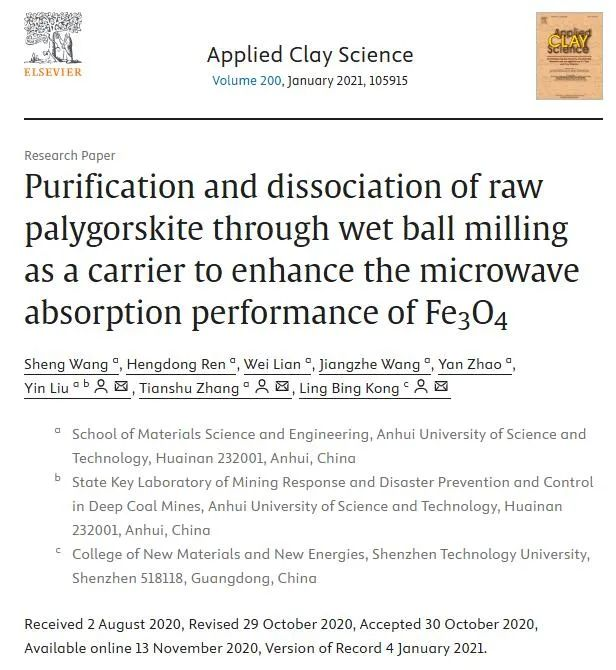 ELSEVIER
Applied Clay Science
Volume 200, January 2021, 105915
Applied
CLAY
Science
Research Paper
Purification and dissociation of raw
palygorskite through wet ball milling
as a carrier to enhance the microwave
absorption performance of Fe₃O₄
Sheng Wang ᵃ, Hengdong Ren ᵃ, Wei Lian ᵃ, Jiangzhe Wang ᵃ, Yan Zhao ᵃ,
Yin Liu ᵃ ᵇ, Tianshu Zhang ᵃ, Ling Bing Kong ᶜ
ᵃ School of Materials Science and Engineering, Anhui University of Science and
Technology, Huainan 232001, Anhui, China
ᵇ State Key Laboratory of Mining Response and Disaster Prevention and Control
in Deep Coal Mines, Anhui University of Science and Technology, Huainan
232001, Anhui, China
ᶜ College of New Materials and New Energies, Shenzhen Technology University,
Shenzhen 518118, Guangdong, China
Received 2 August 2020, Revised 29 October 2020, Accepted 30 October 2020,
Available online 13 November 2020, Version of Record 4 January 2021.